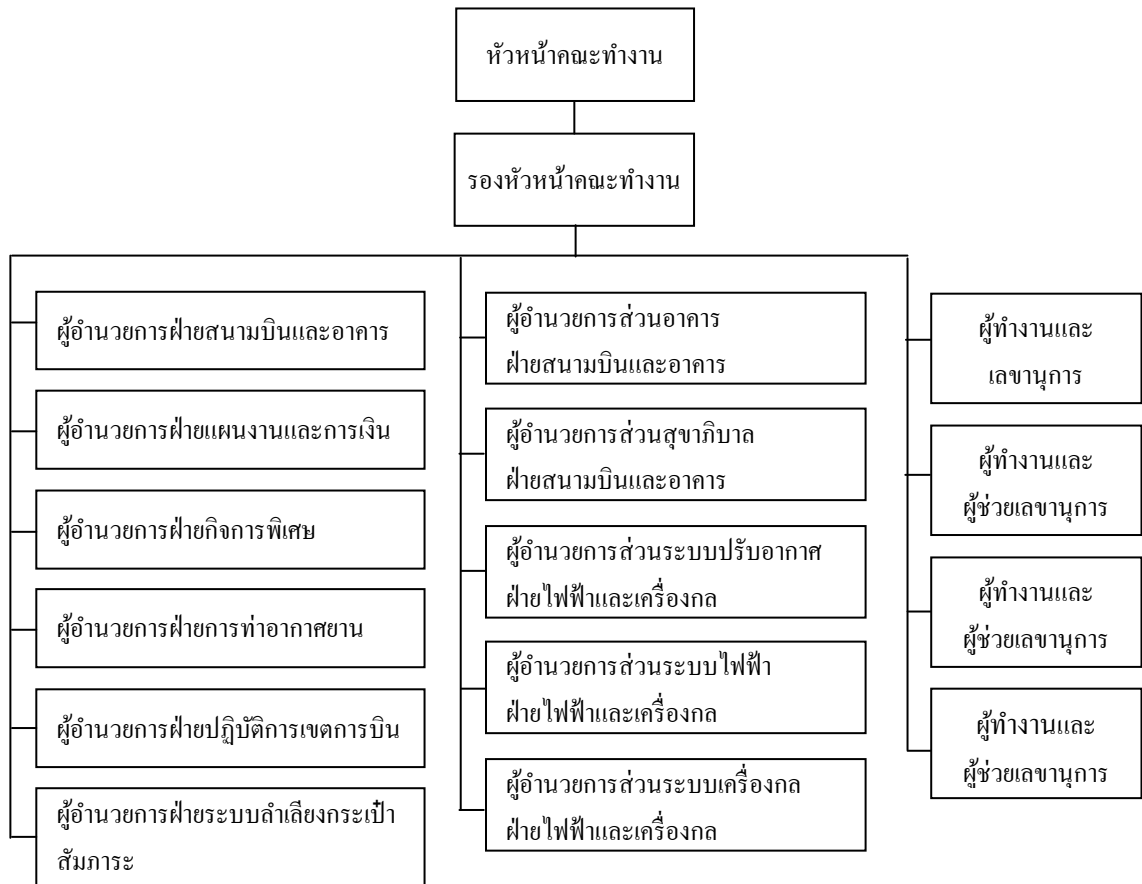 หัวหน้าคณะทำงาน
รองหัวหน้าคณะทำงาน
ผู้อำนวยการฝ่ายสนามบินและอาคาร
ผู้อำนวยการฝ่ายแผนงานและการเงิน
ผู้อำนวยการฝ่ายกิจการพิเศษ
ผู้อำนวยการฝ่ายการท่าอากาศยาน
ผู้อำนวยการฝ่ายปฏิบัติการเขตการบิน
ผู้อำนวยการฝ่ายระบบลำเลียงกระเป๋า
สัมภาระ
ผู้อำนวยการส่วนอาคาร
ฝ่ายสนามบินและอาคาร
ผู้อำนวยการส่วนสุขาภิบาล
ฝ่ายสนามบินและอาคาร
ผู้อำนวยการส่วนระบบปรับอากาศ
ฝ่ายไฟฟ้าและเครื่องกล
ผู้อำนวยการส่วนระบบไฟฟ้า
ฝ่ายไฟฟ้าและเครื่องกล
ผู้อำนวยการส่วนระบบเครื่องกล
ฝ่ายไฟฟ้าและเครื่องกล
ผู้ทำงานและ
เลขานุการ
ผู้ทำงานและ
ผู้ช่วยเลขานุการ
ผู้ทำงานและ
ผู้ช่วยเลขานุการ
ผู้ทำงานและ
ผู้ช่วยเลขานุการ